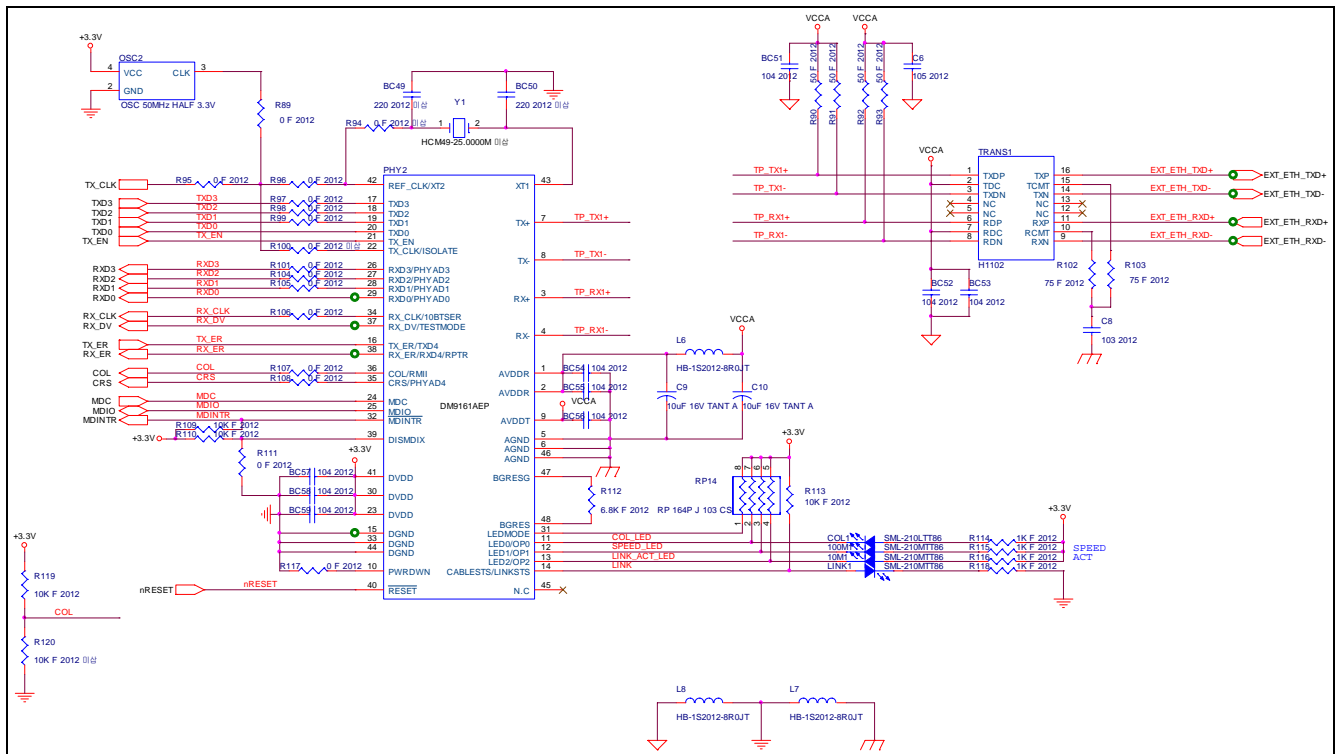 +3.3V
OSC2
4 VCC CLK 3
2 GND
OSC 50MHz HALF 3.3V
R89
0 F 2012
BC49
220 2012 미삽
BC50
220 2012 미삽
R94 0 F 2012 미삽
Y1
1 2
HCM49-25.0000M 미삽
VCCA VCCA
BC51
104 2012
R90 50 F 2012
R91 50 F 2012
R92 50 F 2012
R93 50 F 2012
C6
105 2012
TX_CLK R95 0 F 2012 R96 0 F 2012
TXD3 TXD3 R97 0 F 2012
TXD2 TXD2 R98 0 F 2012
TXD1 TXD1 R99 0 F 2012
TXD0 TXD0
TX_EN TX_EN
R100 0 F 2012 미삽
RXD3 RXD3 R101 0 F 2012
RXD2 RXD2 R104 0 F 2012
RXD1 RXD1 R105 0 F 2012
RXD0 RXD0
RX_CLK RX_CLK R106 0 F 2012
RX_DV RX_DV
TX_ER TX_ER
RX_ER RX_ER
COL COL R107 0 F 2012
CRS CRS R108 0 F 2012
MDC MDC
MDIO MDIO
MDINTR MDINTR
R109 10K F 2012
+3.3V R110 10K F 2012
R111
0 F 2012
+3.3V
BC57 104 2012
BC58 104 2012
BC59 104 2012
R117 0 F 2012
nRESET nRESET
PHY2
42 REF_CLK/XT2
17 TXD3
18 TXD2
19 TXD1
20 TXD0
21 TX_EN
22 TX_CLK/ISOLATE
26 RXD3/PHYAD3
27 RXD2/PHYAD2
28 RXD1/PHYAD1
29 RXD0/PHYAD0
34 RX_CLK/10BTSER
37 RX_DV/TESTMODE
16 TX_ER/TXD4
38 RX_ER/RXD4/RPTR
36 COL/RMII
35 CRS/PHYAD4
24 MDC
25 MDIO
32 MDINTR
39 DISMDIX
41 DVDD
30 DVDD
23 DVDD
15 DGND
33 DGND
44 DGND
10 PWRDWN
40 RESET
DM9161AEP
XT1 43
TX+ 7 TP_TX1+
TX- 8 TP_TX1-
RX+ 3 TP_RX1+
RX- 4 TP_RX1-
AVDDR 1
AVDDR 2
AVDDT 9
AGND 5
AGND 6
AGND 46
BGRESG 47
BGRES 48
LEDMODE 31
LED0/OP0 11 COL_LED
LED1/OP1 12 SPEED_LED
LED2/OP2 13 LINK_ACT_LED
CABLESTS/LINKSTS 14 LINK
N.C 45
BC54 104 2012
BC55 104 2012
VCCA
BC56 104 2012
L6
HB-1S2012-8R0JT
VCCA
C9
10uF 16V TANT A
C10
10uF 16V TANT A
R112
6.8K F 2012
RP14
8 7 6 5
1 2 3 4
RP 164P J 103 CS
+3.3V
R113
10K F 2012
COL1 SML-210LTT86 R114 1K F 2012
100M1 SML-210MTT86 R115 1K F 2012
10M1 SML-210MTT86 R116 1K F 2012
LINK1 SML-210MTT86 R118 1K F 2012
+3.3V
SPEED
ACT
VCCA
TRANS1
TP_TX1+ 1 TDP TXP 16 EXT_ETH_TXD+ EXT_ETH_TXD+
2 TDC TCMT 15
TP_TX1- 3 TDN TXN 14 EXT_ETH_TXD- EXT_ETH_TXD-
4 NC NC 13
5 NC NC 12
TP_RX1+ 6 RDP RXP 11 EXT_ETH_RXD+ EXT_ETH_RXD+
7 RDC RCMT 10
TP_RX1- 8 RDN RXN 9 EXT_ETH_RXD- EXT_ETH_RXD-
H1102
BC52
104 2012
BC53
104 2012
R102
75 F 2012
R103
75 F 2012
C8
103 2012
+3.3V
R119
10K F 2012
COL
R120
10K F 2012 미삽
L8
HB-1S2012-8R0JT
L7
HB-1S2012-8R0JT